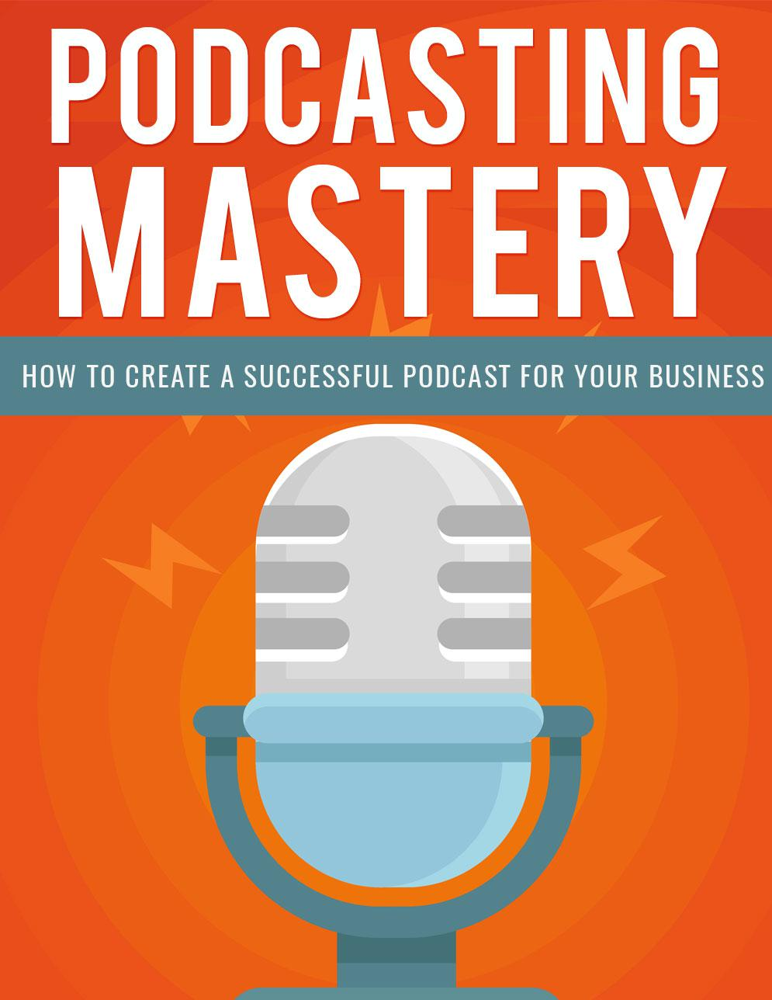 PODCASTING
MASTERY
HOW TO CREATE A SUCCESSFUL PODCAST FOR YOUR BUSINESS